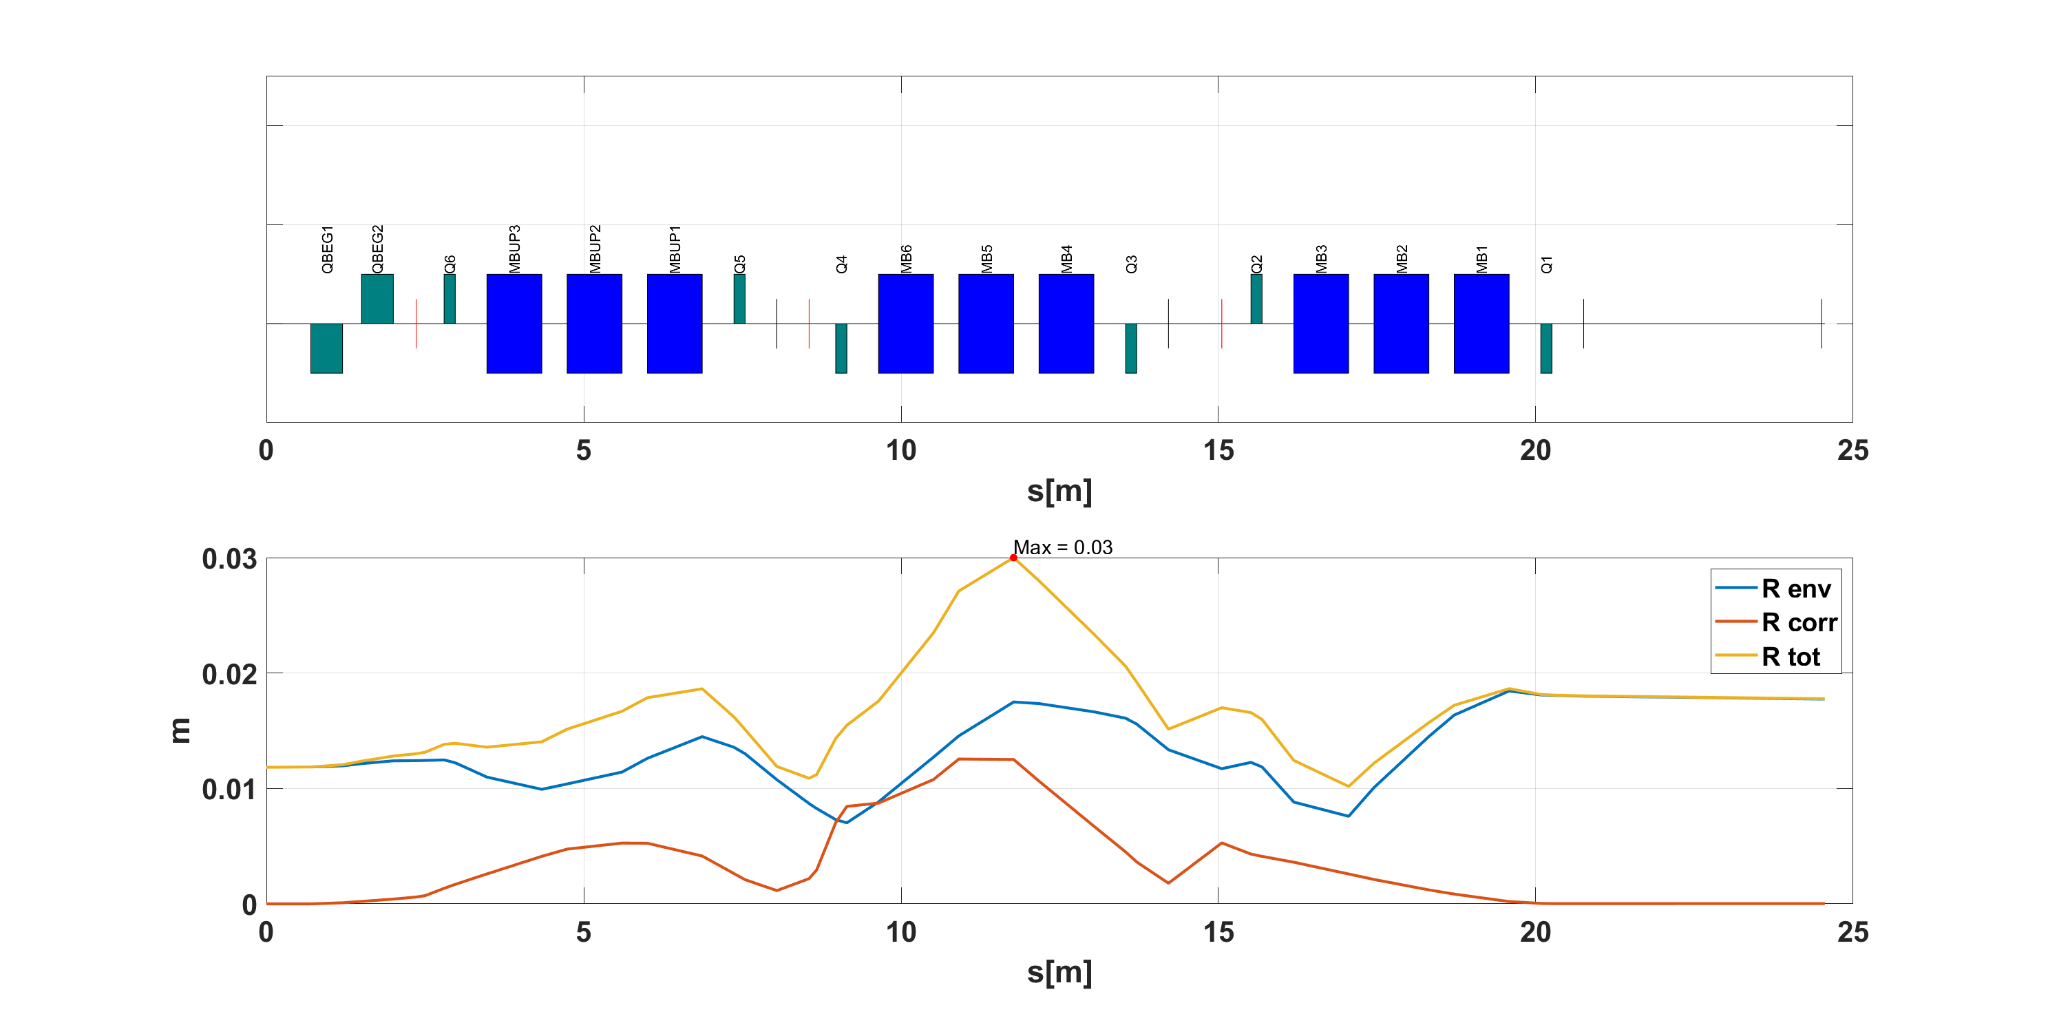 QBEG1 QBEG2 Q6 MBUP3 MBUP2 MBUP1 Q5 Q4 MB6 MB5 MB4 Q3 Q2 MB3 MB2 MB1 Q1
0 5 10 15 20 25
s[m]
Max = 0.03
0.03
0.02
0.01
0
m
R env
R corr
R tot
0 5 10 15 20 25
s[m]